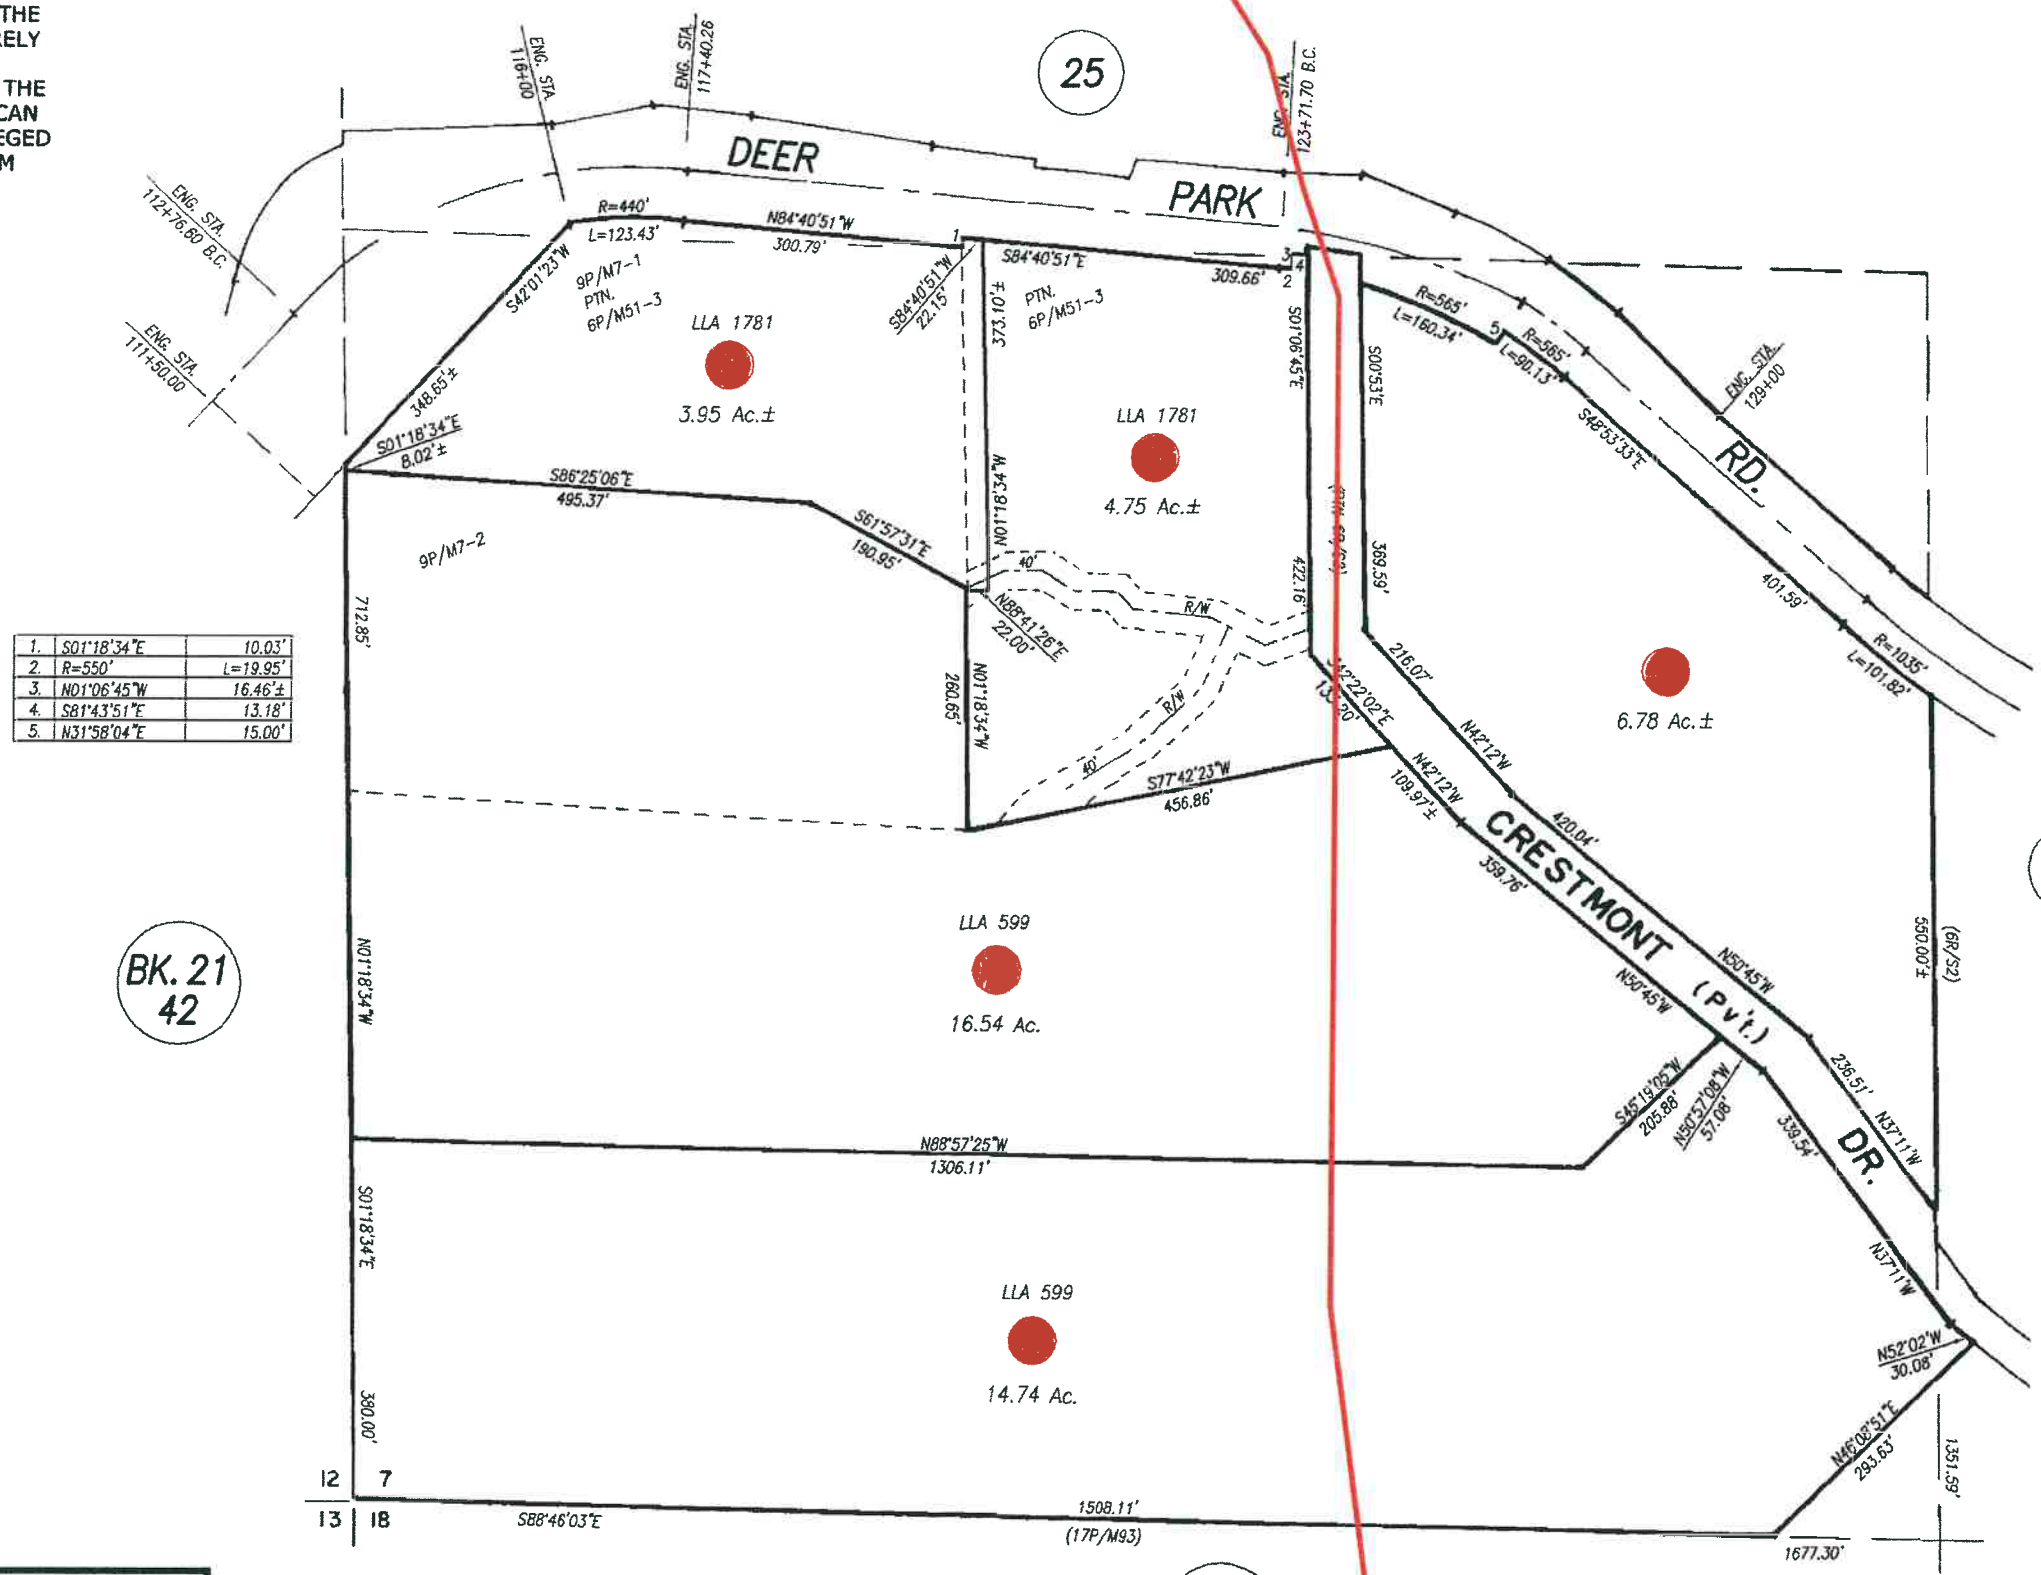 THE
RELY
THE
CAN
EGED
M
25
ENG. STA.
116+00
ENG. STA.
117+40.26
ENG. STA.
123+71.70 B.C.
ENG. STA.
112+76.60 B.C.
ENG. STA.
111+50.00
ENG. STA.
129+00
DEER
PARK
RD.
R=440'
L=123.43'
N84°40'51"W
300.79'
1
S84°40'51"E
309.66'
3
4
2
S42°01'23"W
348.65'±
9P/M7-1
PTN.
6P/M51-3
LLA 1781
3.95 Ac.±
S84°40'51"W
22.15'
373.10'±
N01°18'34"W
PTN.
6P/M51-3
LLA 1781
4.75 Ac.±
S01°06'45"E
422.16'
S00°53'E
369.59'
R=565'
L=160.34'
5
R=565'
L=90.13'
S48°53'33"E
401.59'
R=1035'
L=101.82'
S01°18'34"E
8.02'±
S86°25'06"E
495.37'
S61°57'31"E
190.95'
9P/M7-2
712.85'
40'
R/W
N88°41'26"E
22.00'
260.65'
N01°18'34"W
R/W
40'
S77°42'23"W
456.86'
S42°22'02"E
216.07'
N42°12'W
N42°12'W
109.97'±
6.78 Ac.±
1. S01°18'34"E 10.03'
2. R=550' L=19.95'
3. N01°06'45"W 16.46'±
4. S81°43'51"E 13.18'
5. N31°58'04"E 15.00'
CRESTMONT (Pv't.)
DR.
420.04'
359.76'
N50°45'W
N50°45'W
550.00'±
(6R/S2)
LLA 599
16.54 Ac.
BK. 21
42
N01°18'34"W
236.51'
N37°11'W
S45°19'05"W
205.88'
N50°57'08"W
57.08'
339.54'
N37°11'W
N88°57'25"W
1306.11'
S01°18'34"E
380.00'
LLA 599
14.74 Ac.
N52°02'W
30.08'
N46°08'51"E
293.63'
1351.59'
12 7
13 18
S88°46'03"E
1508.11'
(17P/M93)
1677.30'